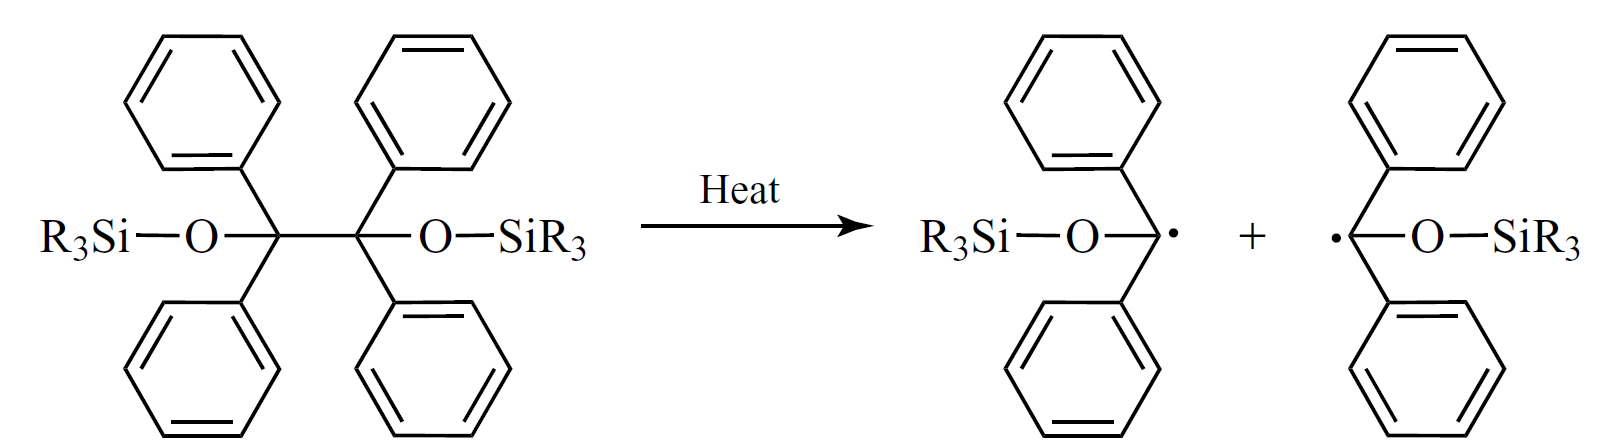 Heat
R₃Si—O O—SiR₃ R₃Si—O • + • O—SiR₃